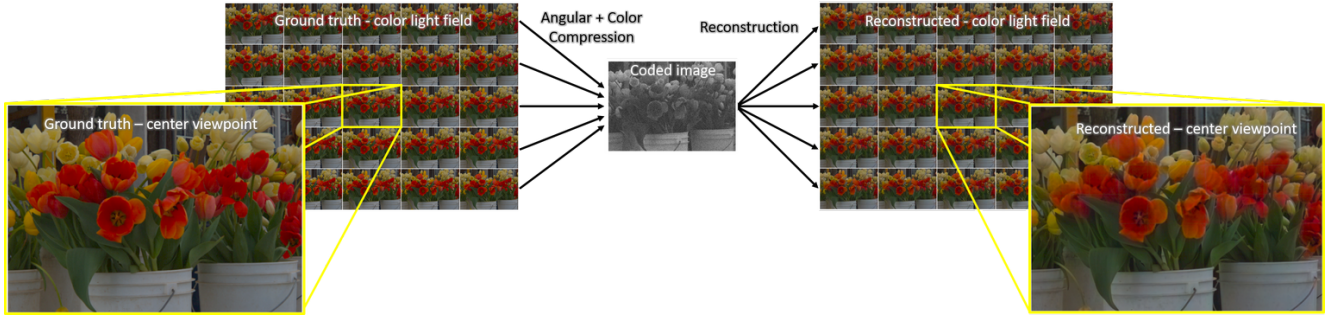 Ground truth - color light field
Angular + Color
Compression
Reconstruction
Reconstructed - color light field
Coded image
Ground truth – center viewpoint
Reconstructed – center viewpoint